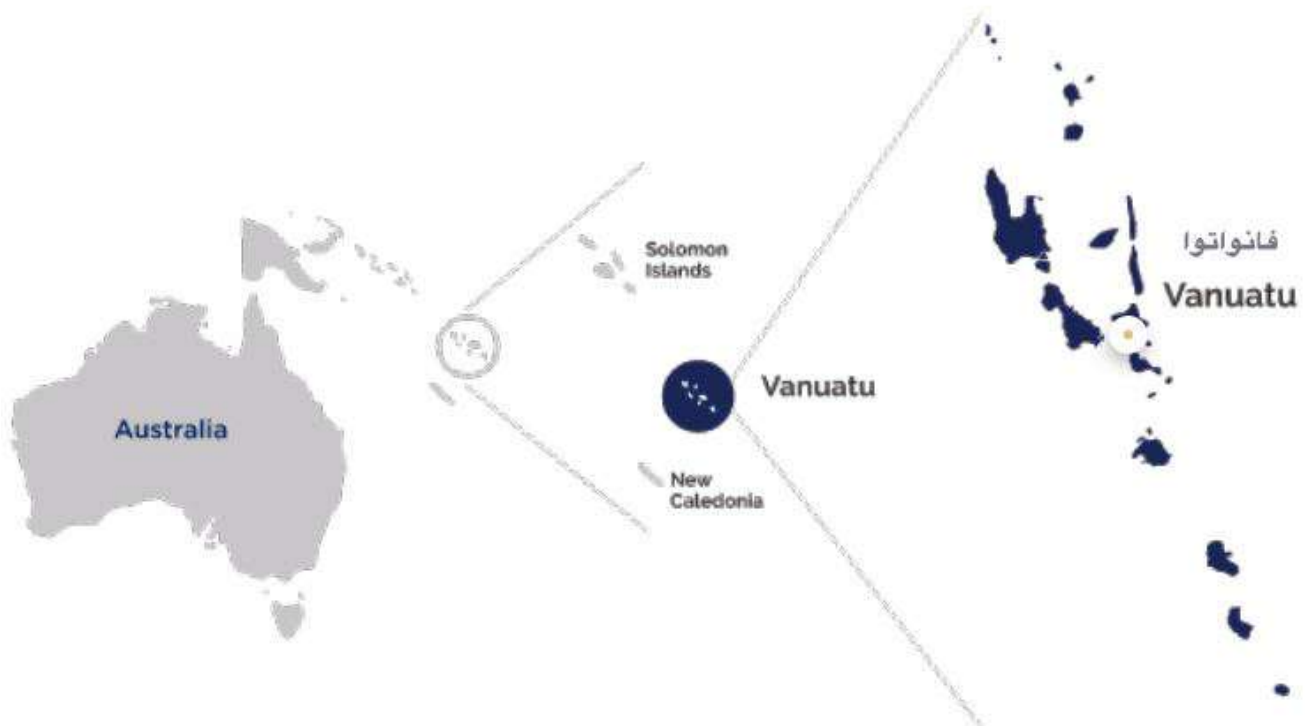 Australia
Solomon
Islands
Vanuatu
New
Caledonia
فانواتوا
Vanuatu